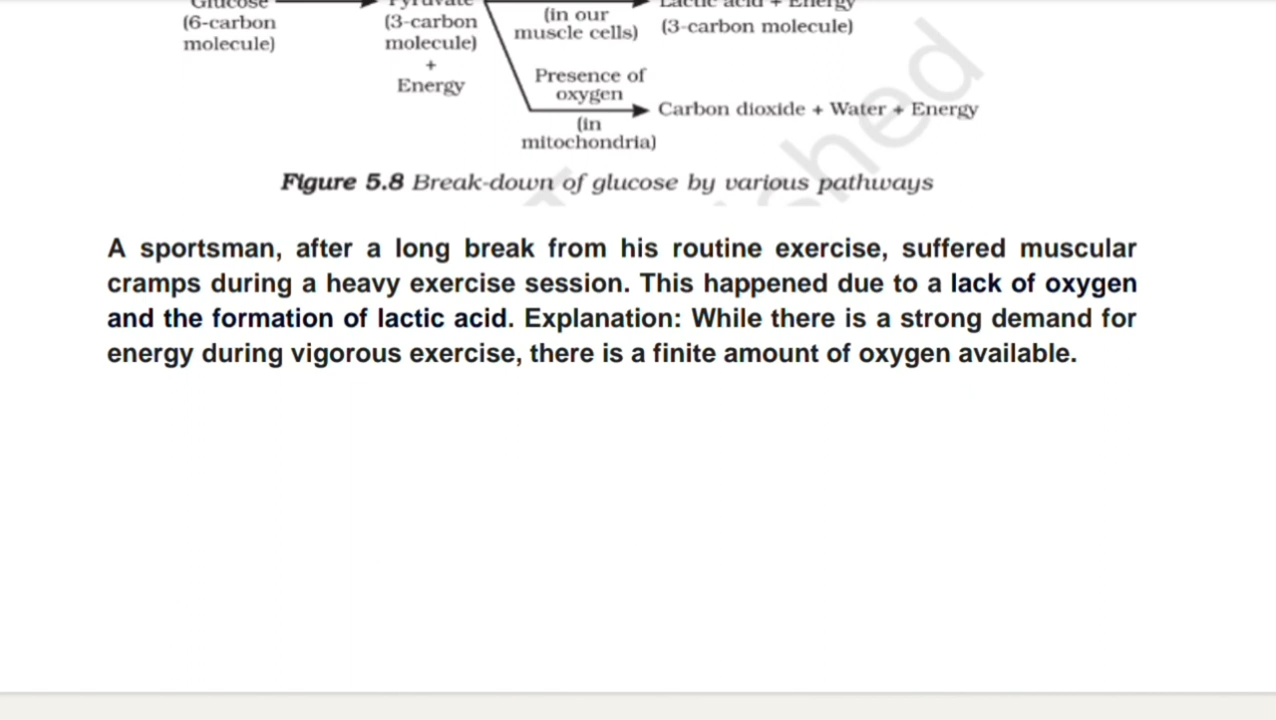 Glucose Pyruvate (in our Lactic acid + Energy
(6-carbon (3-carbon muscle cells) (3-carbon molecule)
molecule) molecule)
+
Energy
Presence of
oxygen
Carbon dioxide + Water + Energy
(in
mitochondria)
Figure 5.8 Break-down of glucose by various pathways
A sportsman, after a long break from his routine exercise, suffered muscular
cramps during a heavy exercise session. This happened due to a lack of oxygen
and the formation of lactic acid. Explanation: While there is a strong demand for
energy during vigorous exercise, there is a finite amount of oxygen available.